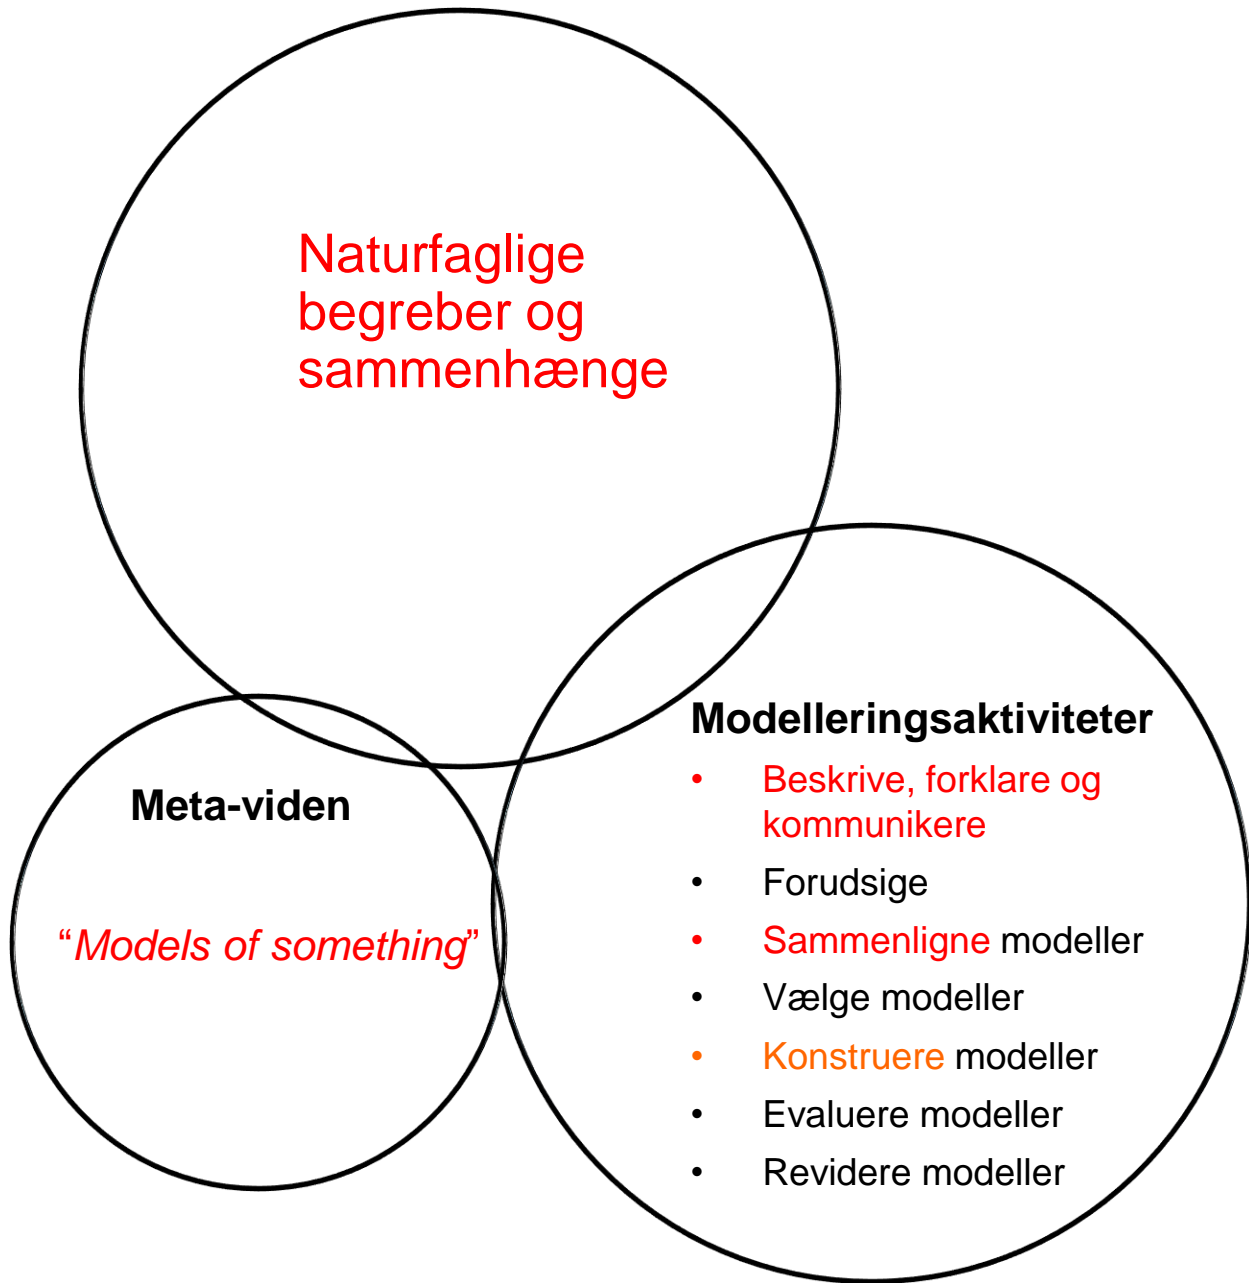 Naturfaglige
begreber og
sammenhænge
Meta-viden
“Models of something”
Modelleringsaktiviteter
• Beskrive, forklare og
kommunikere
• Forudsige
• Sammenligne modeller
• Vælge modeller
• Konstruere modeller
• Evaluere modeller
• Revidere modeller